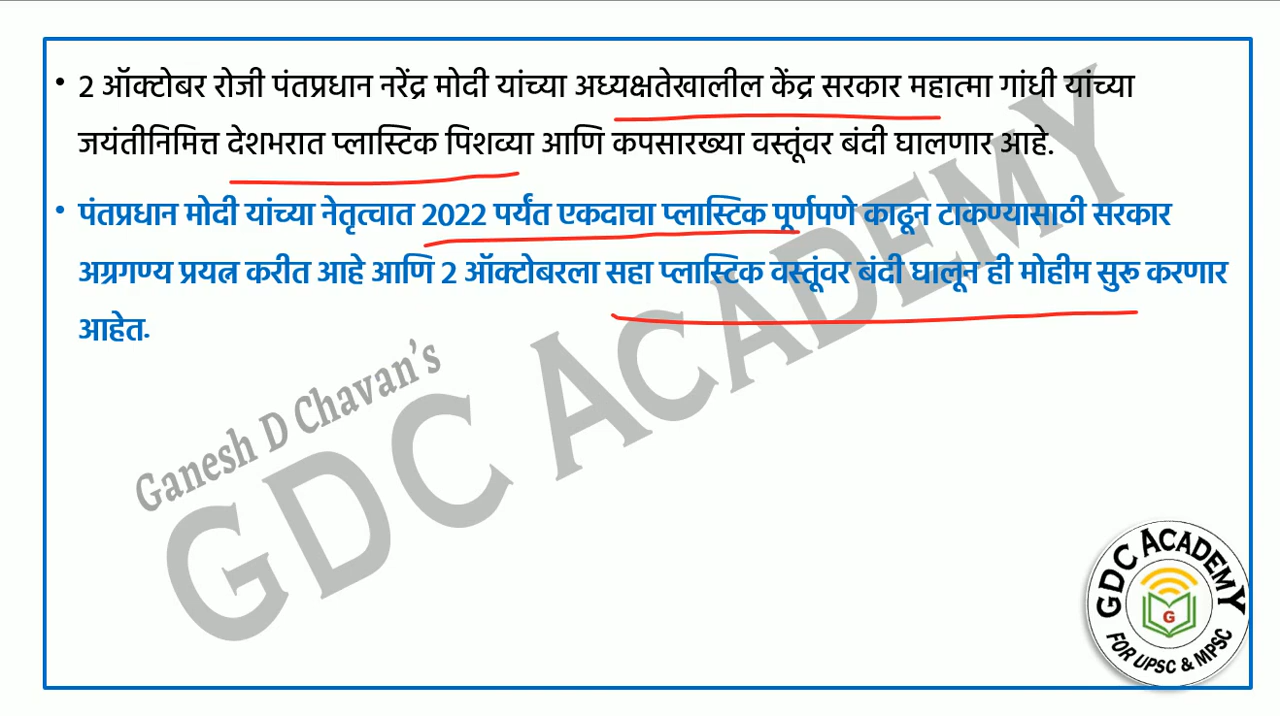 • 2 ऑक्टोबर रोजी पंतप्रधान नरेंद्र मोदी यांच्या अध्यक्षतेखालील केंद्र सरकार महात्मा गांधी यांच्या
जयंतीनिमित्त देशभरात प्लास्टिक पिशव्या आणि कपसारख्या वस्तूंवर बंदी घालणार आहे.
• पंतप्रधान मोदी यांच्या नेतृत्वात 2022 पर्यंत एकदाचा प्लास्टिक पूर्णपणे काढून टाकण्यासाठी सरकार
अग्रगण्य प्रयत्न करीत आहे आणि 2 ऑक्टोबरला सहा प्लास्टिक वस्तूंवर बंदी घालून ही मोहीम सुरू करणार
आहेत.
Ganesh D Chavan's
GDC ACADEMY
GDC ACADEMY
G
FOR UPSC & MPSC